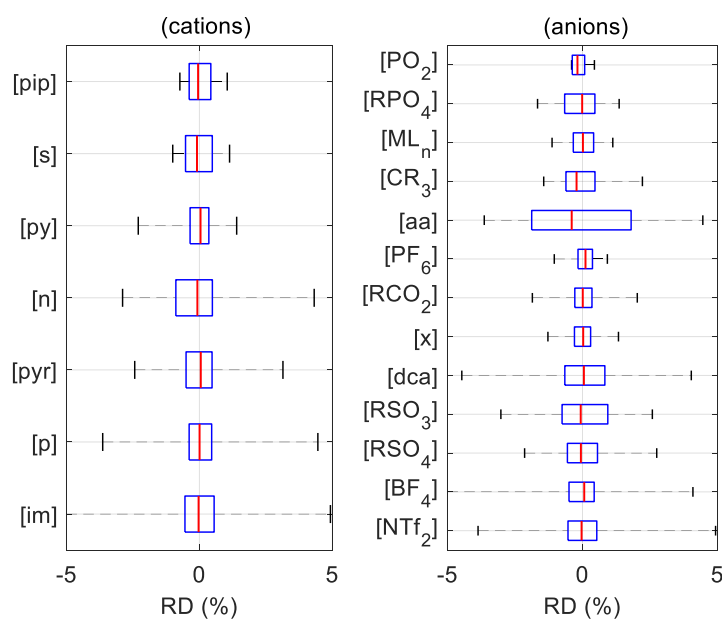 (cations)
[pip]
[s]
[py]
[n]
[pyr]
[p]
[im]
-5 0 5
RD (%)
(anions)
[PO2]
[RPO4]
[MLn]
[CR3]
[aa]
[PF6]
[RCO2]
[x]
[dca]
[RSO3]
[RSO4]
[BF4]
[NTf2]
-5 0 5
RD (%)